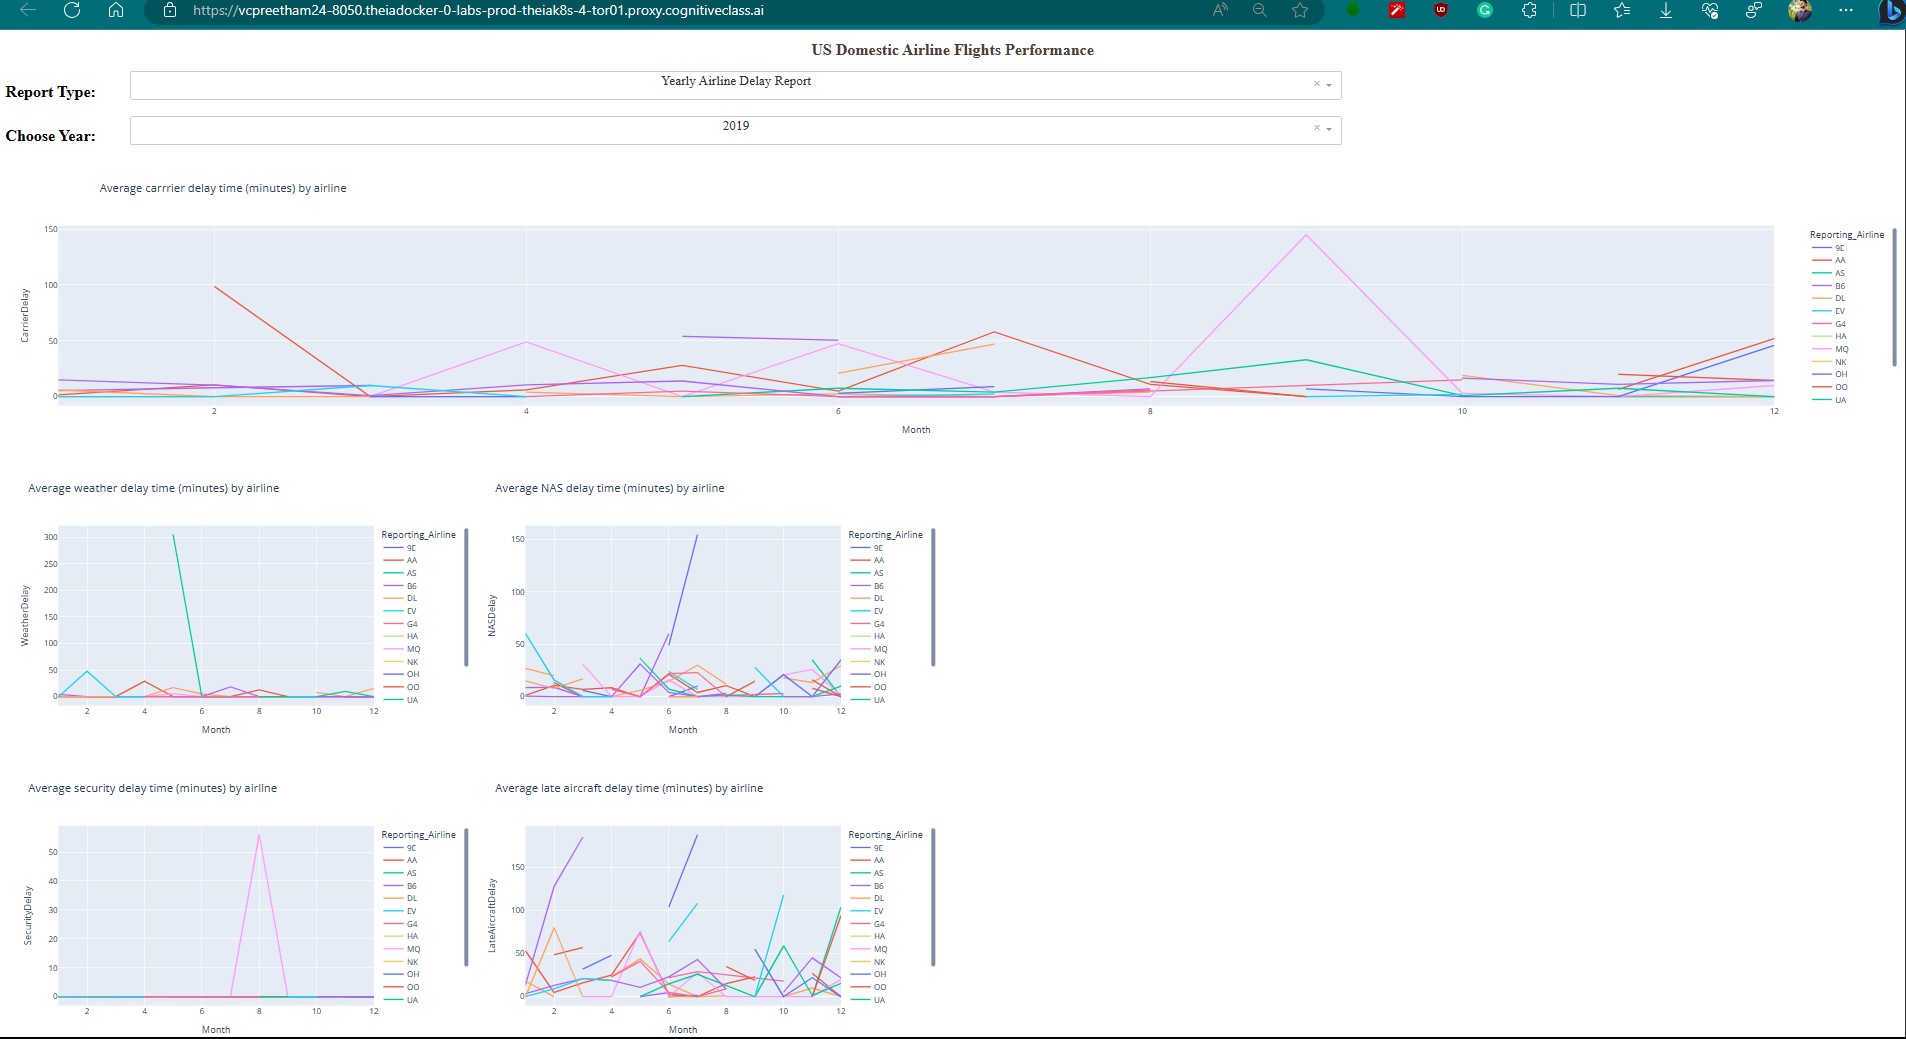 https://vcpreetham24-8050.theiadocker-0-labs-prod-theiak8s-4-tor01.proxy.cognitiveclass.ai
US Domestic Airline Flights Performance
Report Type:
Yearly Airline Delay Report
Choose Year:
2019
Average carrrier delay time (minutes) by airline
CarrierDelay
150
100
50
0
2 4 6 8 10 12
Month
Reporting_Airline
9E
AA
AS
B6
DL
EV
G4
HA
MQ
NK
OH
OO
UA
Average weather delay time (minutes) by airline
WeatherDelay
300
250
200
150
100
50
0
2 4 6 8 10 12
Month
Reporting_Airline
9E
AA
AS
B6
DL
EV
G4
HA
MQ
NK
OH
OO
UA
Average NAS delay time (minutes) by airline
NASDelay
150
100
50
0
2 4 6 8 10 12
Month
Reporting_Airline
9E
AA
AS
B6
DL
EV
G4
HA
MQ
NK
OH
OO
UA
Average security delay time (minutes) by airline
SecurityDelay
50
40
30
20
10
0
2 4 6 8 10 12
Month
Reporting_Airline
9E
AA
AS
B6
DL
EV
G4
HA
MQ
NK
OH
OO
UA
Average late aircraft delay time (minutes) by airline
LateAircraftDelay
150
100
50
0
2 4 6 8 10 12
Month
Reporting_Airline
9E
AA
AS
B6
DL
EV
G4
HA
MQ
NK
OH
OO
UA